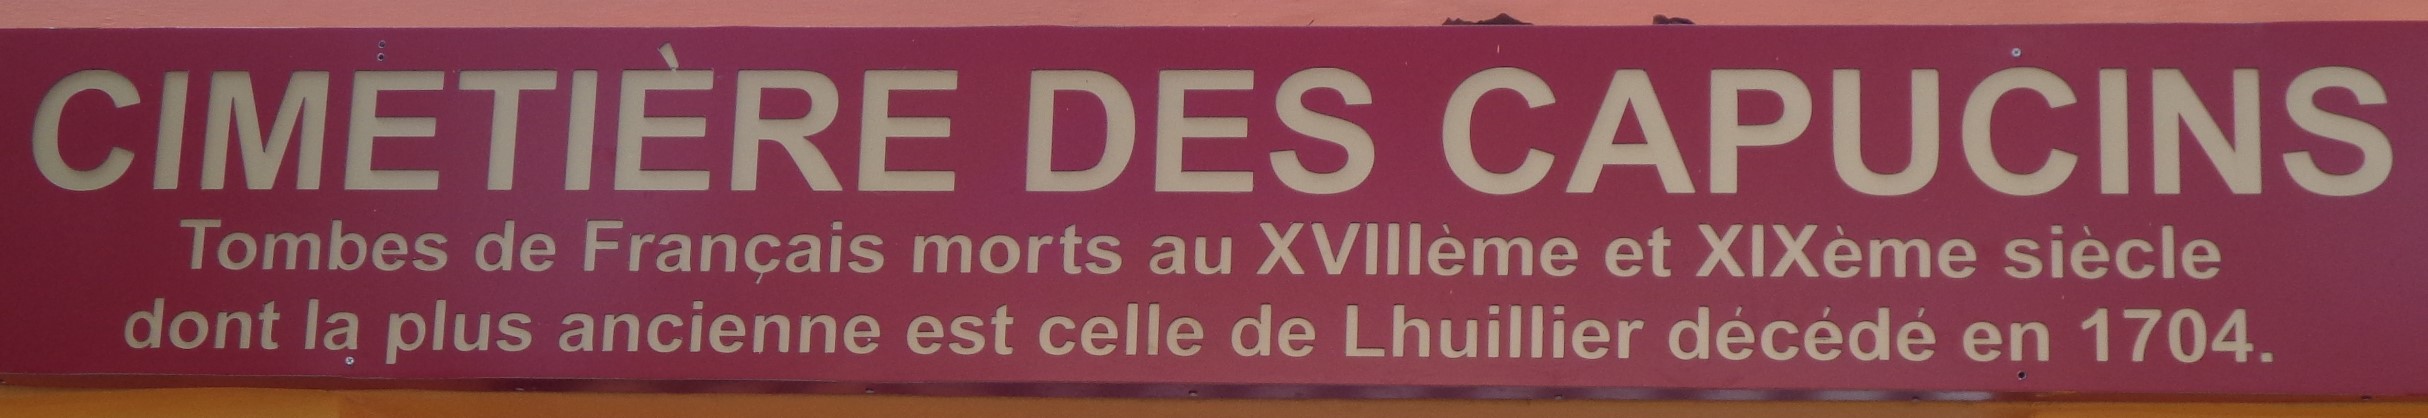 CIMETIÈRE DES CAPUCINS
Tombes de Français morts au XVIIIème et XIXème siècle
dont la plus ancienne est celle de Lhuillier décédé en 1704.